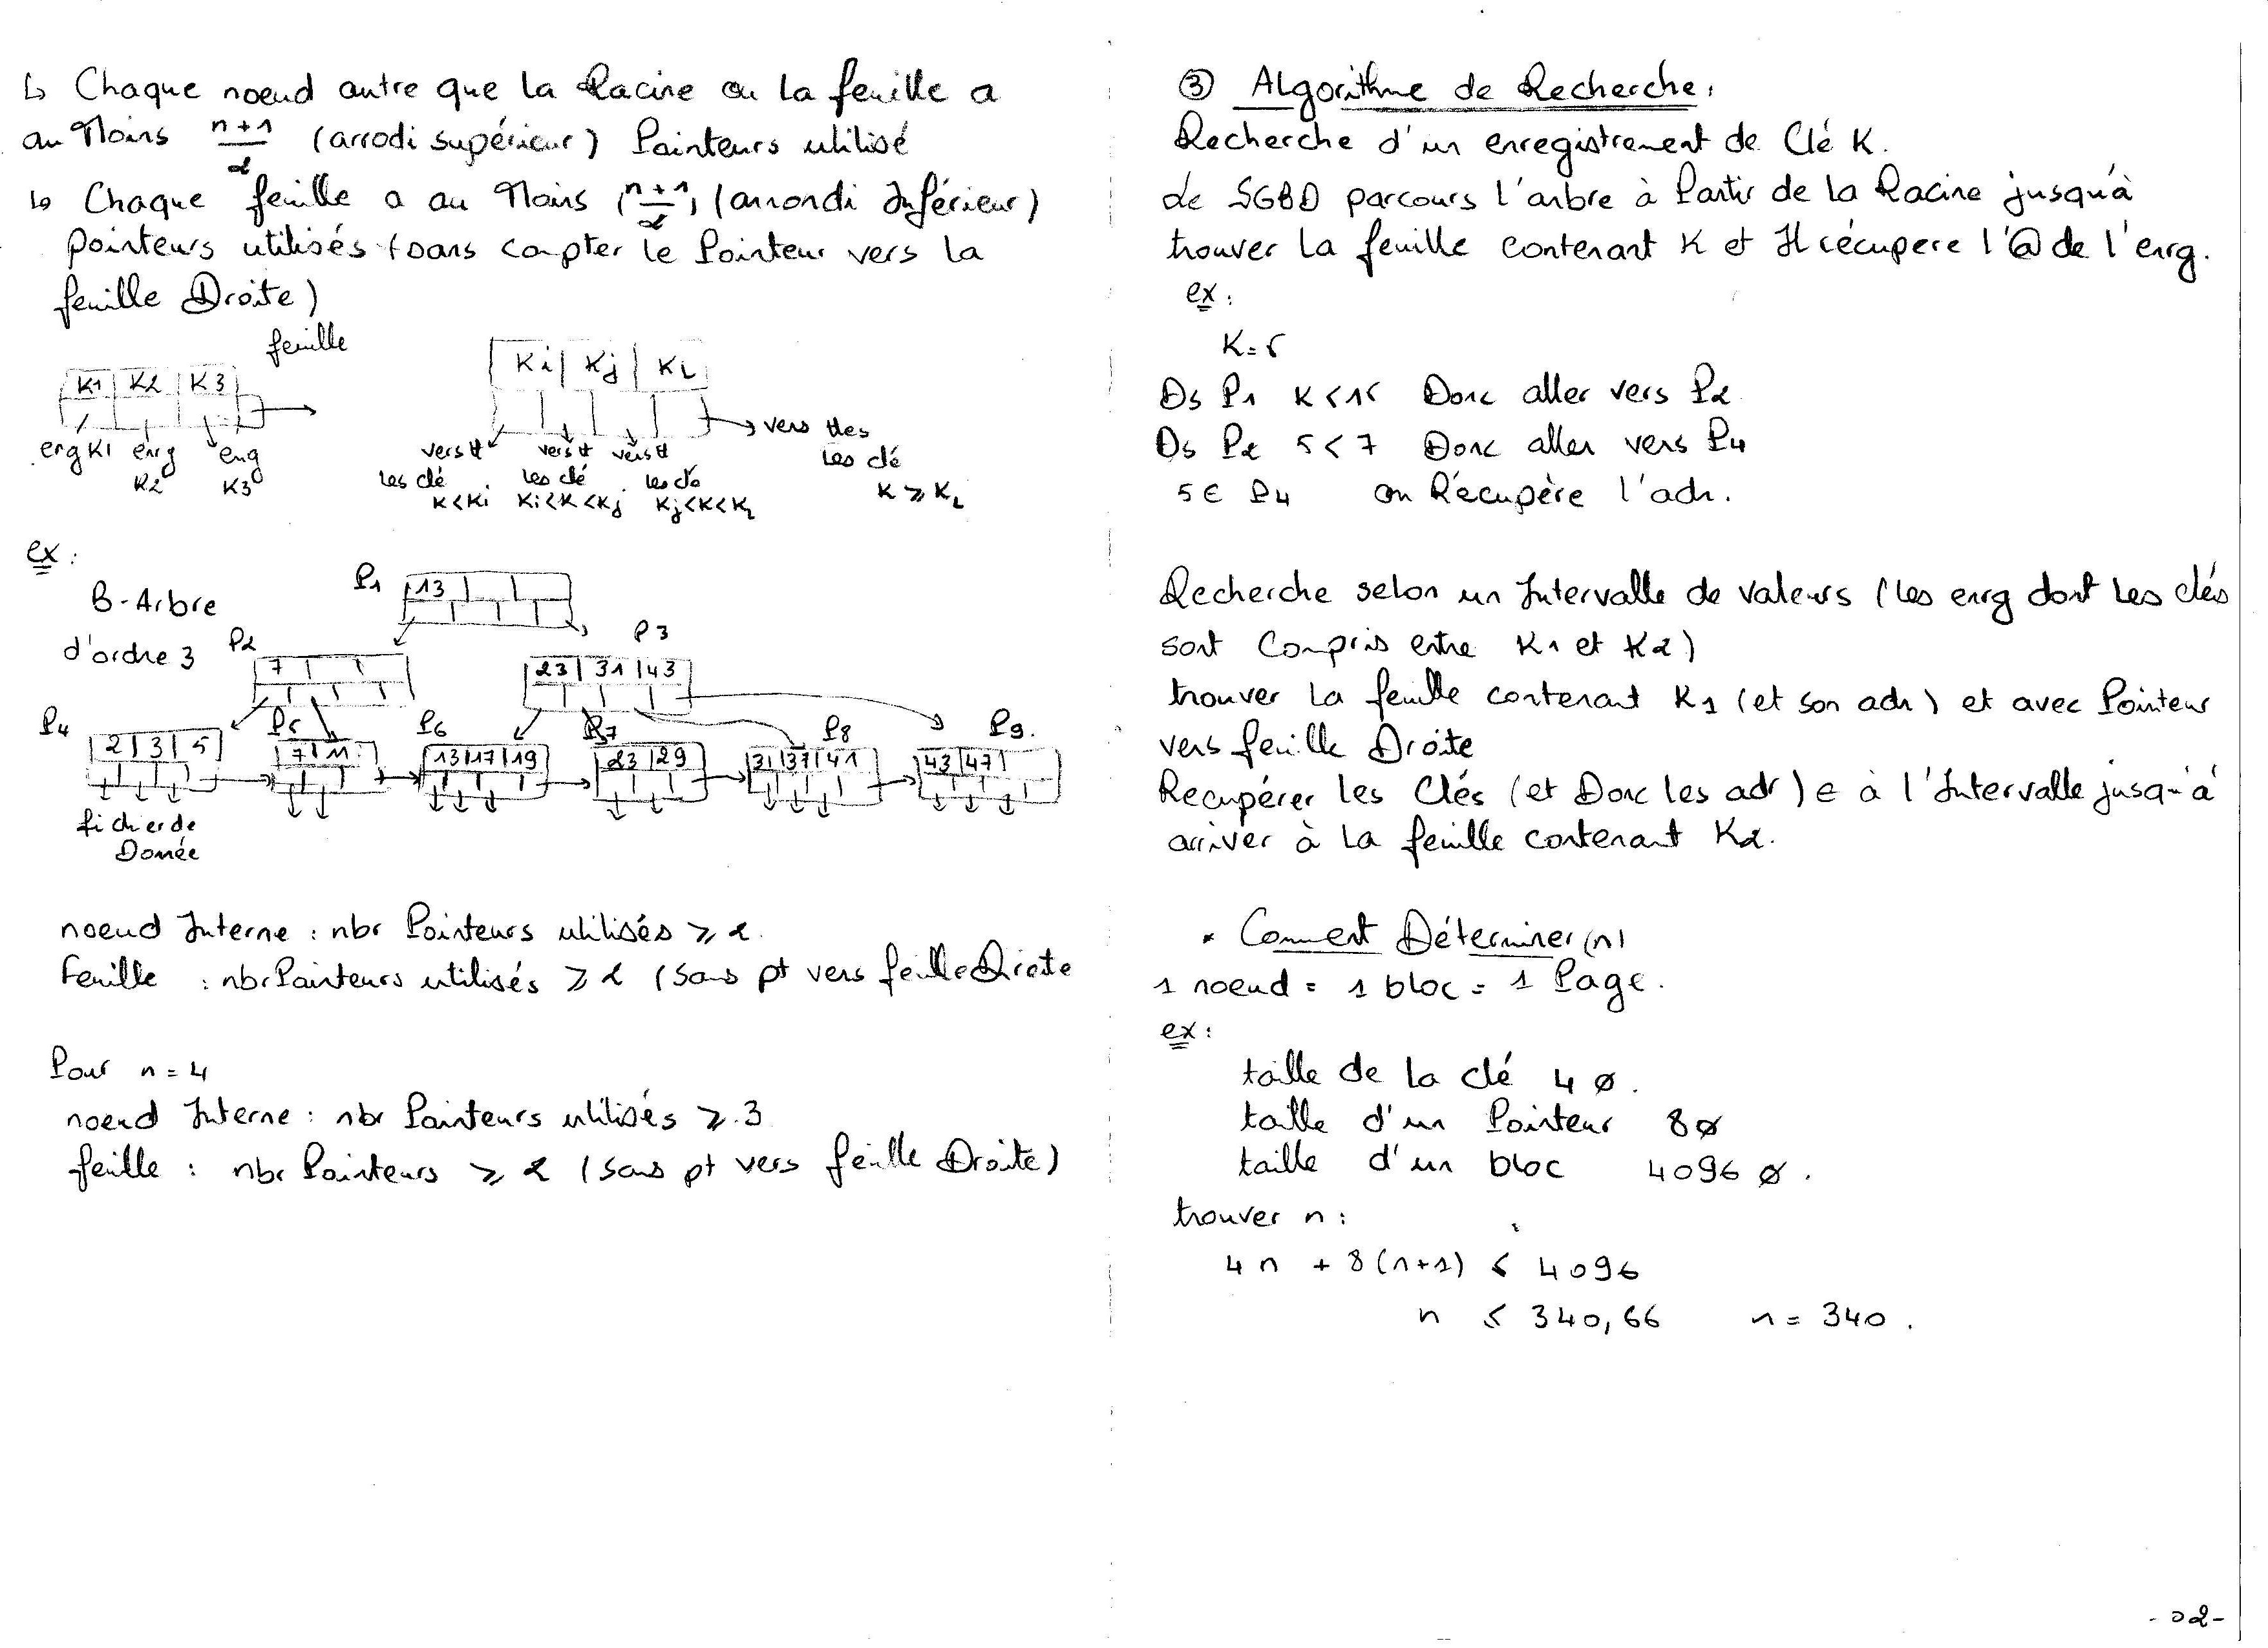 ↳ Chaque noeud autre que la Racine ou la feuille a
au Moins n+1/2 (arrodi supérieur) Pointeurs utilisé
↳ Chaque feuille a au Moins (n+1/2) (arrondi Inférieur)
pointeurs utilisés (sans compter le Pointeur vers la
feuille Droite)
feuille
K1 | K2 | K3
erg K1 enrg K2 eng K3
Ki | Kj | KL
vers tt les clé K<Ki
vers tt les clé Ki<K<Kj
vers tt les clé Kj<K<KL
vers ttes les clé K ⩾ KL
ex :
B-Arbre
d'ordre 3
P1 13
P2 7
P3 23 | 31 | 43
P4 2 | 3 | 5
P5 7 | 11
P6 13 | 17 | 19
P7 23 | 29
P8 31 | 37 | 41
P9. 43 | 47
fichier de
Donée
noeud Interne : nbr Pointeurs utilisés ⩾ 2.
Feuille : nbr Pointeurs utilisés ⩾ 2 (sans pt vers feuille Droite
Pour n = 4
noeud Interne : nbr Pointeurs utilisés ⩾ 3
feuille : nbr Pointeurs ⩾ 2 (sans pt vers feuille Droite)
③ Algorithme de Recherche :
Recherche d'un enregistrement de Clé K.
Le SGBD parcours l'arbre à Partir de la Racine jusqu'à
trouver la feuille contenant K et Il récupere l'@ de l'enrg.
ex :
K = 5
Ds P1 K < 15 Donc aller vers P2
Ds P2 5 < 7 Donc aller vers P4
5 ∈ P4 on Récupère l'adr.
Recherche selon un Intervalle de valeurs (les enrg dont les clés
sont Compris entre K1 et K2)
trouver la feuille contenant K1 (et son adr) et avec Pointeur
vers feuille Droite
Recupérer les Clés (et Donc les adr) ∈ à l'Intervalle jusqu'à
arriver à la feuille contenant K2.
* Comment Déterminer (n)
1 noeud = 1 bloc = 1 Page.
ex :
taille de la clé 4 ø.
taille d'un Pointeur 8 ø
taille d'un bloc 4096 ø.
trouver n :
4n + 8(n+1) ⩽ 4096
n ⩽ 340,66 n = 340.
-02-